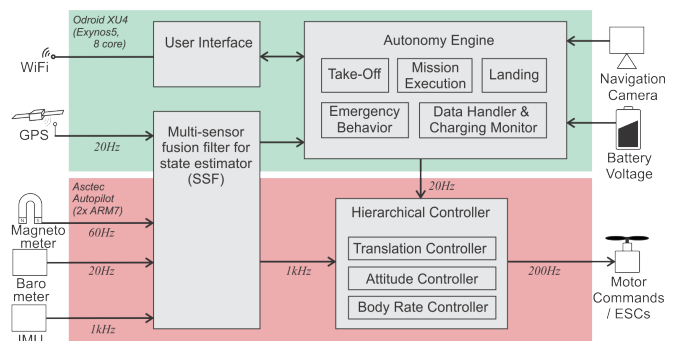 Odroid XU4
(Exynos5,
8 core)
WiFi
User Interface
Autonomy Engine
Take-Off
Mission
Execution
Landing
Emergency
Behavior
Data Handler &
Charging Monitor
Navigation
Camera
GPS
20Hz
Multi-sensor
fusion filter for
state estimator
(SSF)
Battery
Voltage
20Hz
Asctec
Autopilot
(2x ARM7)
N
S
Magneto
meter
60Hz
Hierarchical Controller
Translation Controller
Attitude Controller
Body Rate Controller
Baro
meter
20Hz
1kHz
200Hz
Motor
Commands
/ ESCs
IMU
1kHz